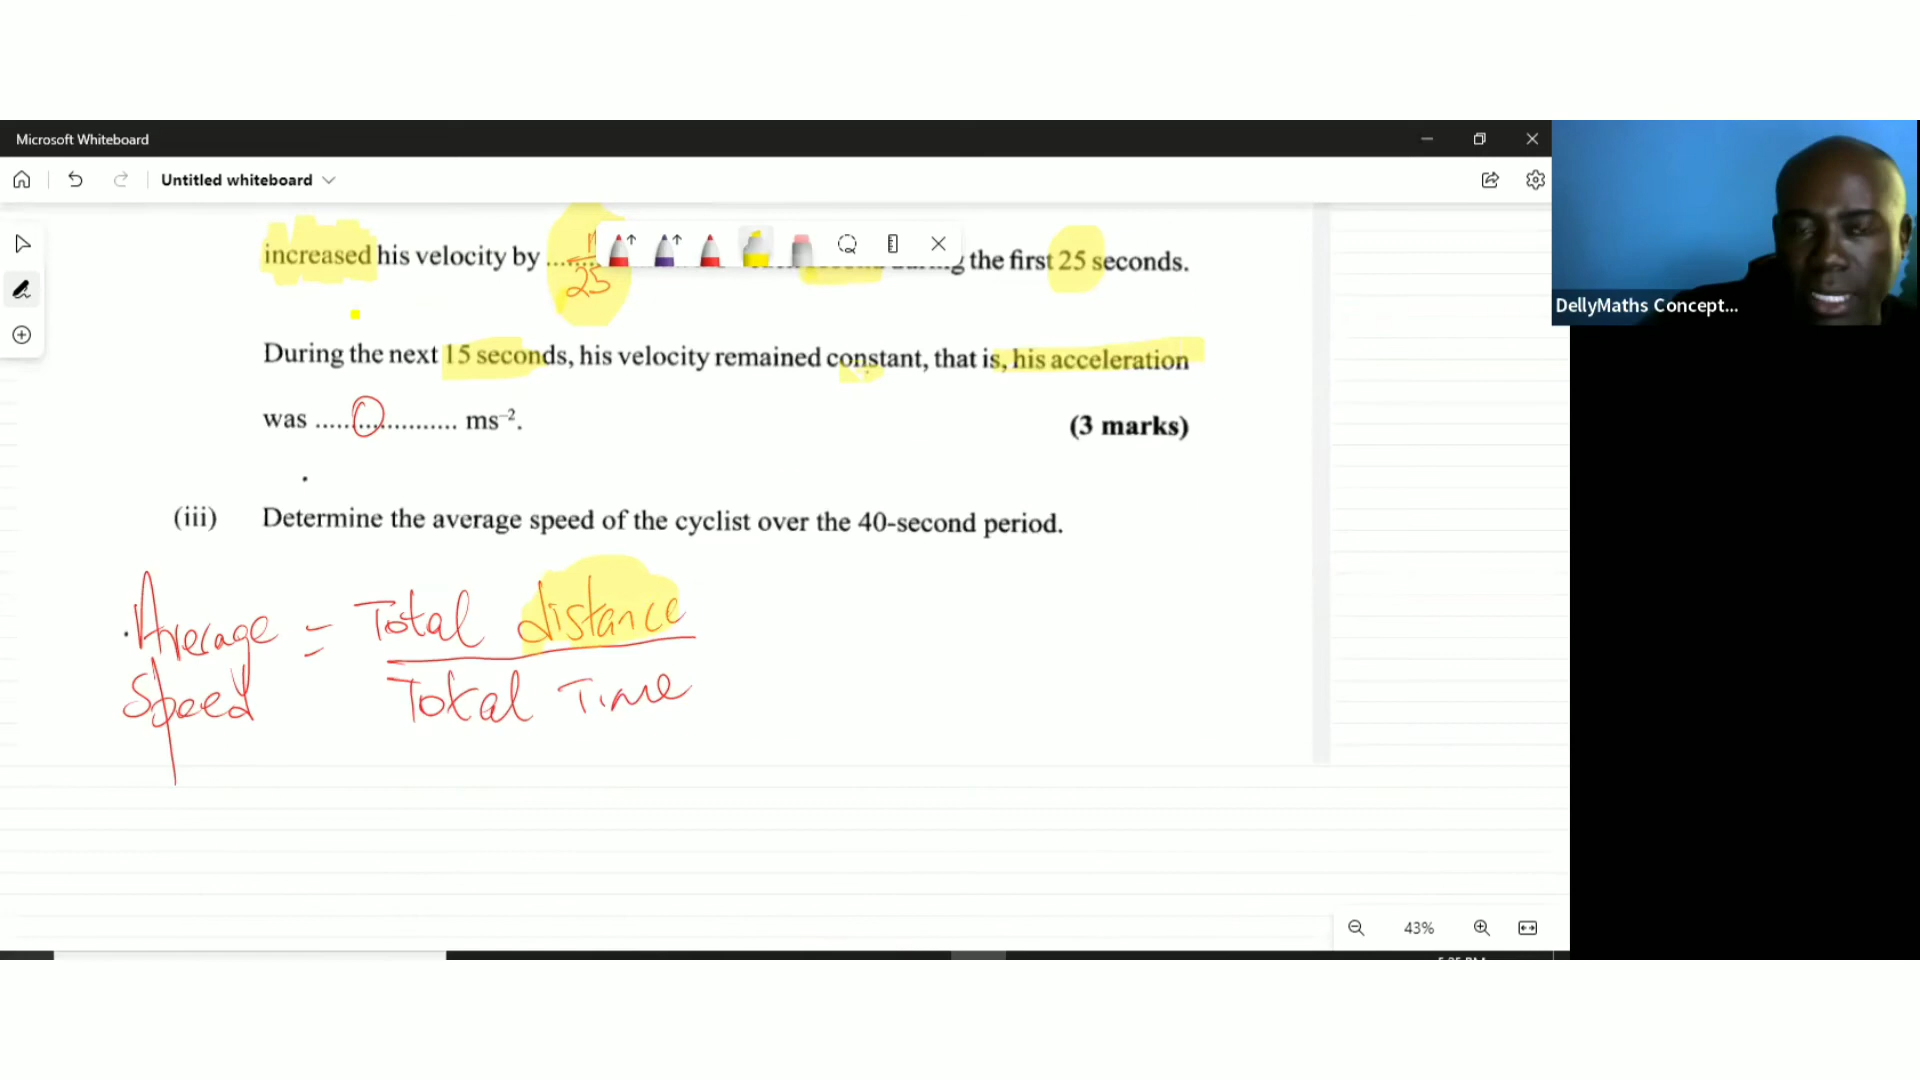 Microsoft Whiteboard
Untitled whiteboard
increased his velocity by ........ the first 25 seconds.
25
During the next 15 seconds, his velocity remained constant, that is, his acceleration
was ......0............ ms⁻².
(3 marks)
(iii) Determine the average speed of the cyclist over the 40-second period.
Average Speed = Total distance
Total Time
43%
DellyMaths Concept...